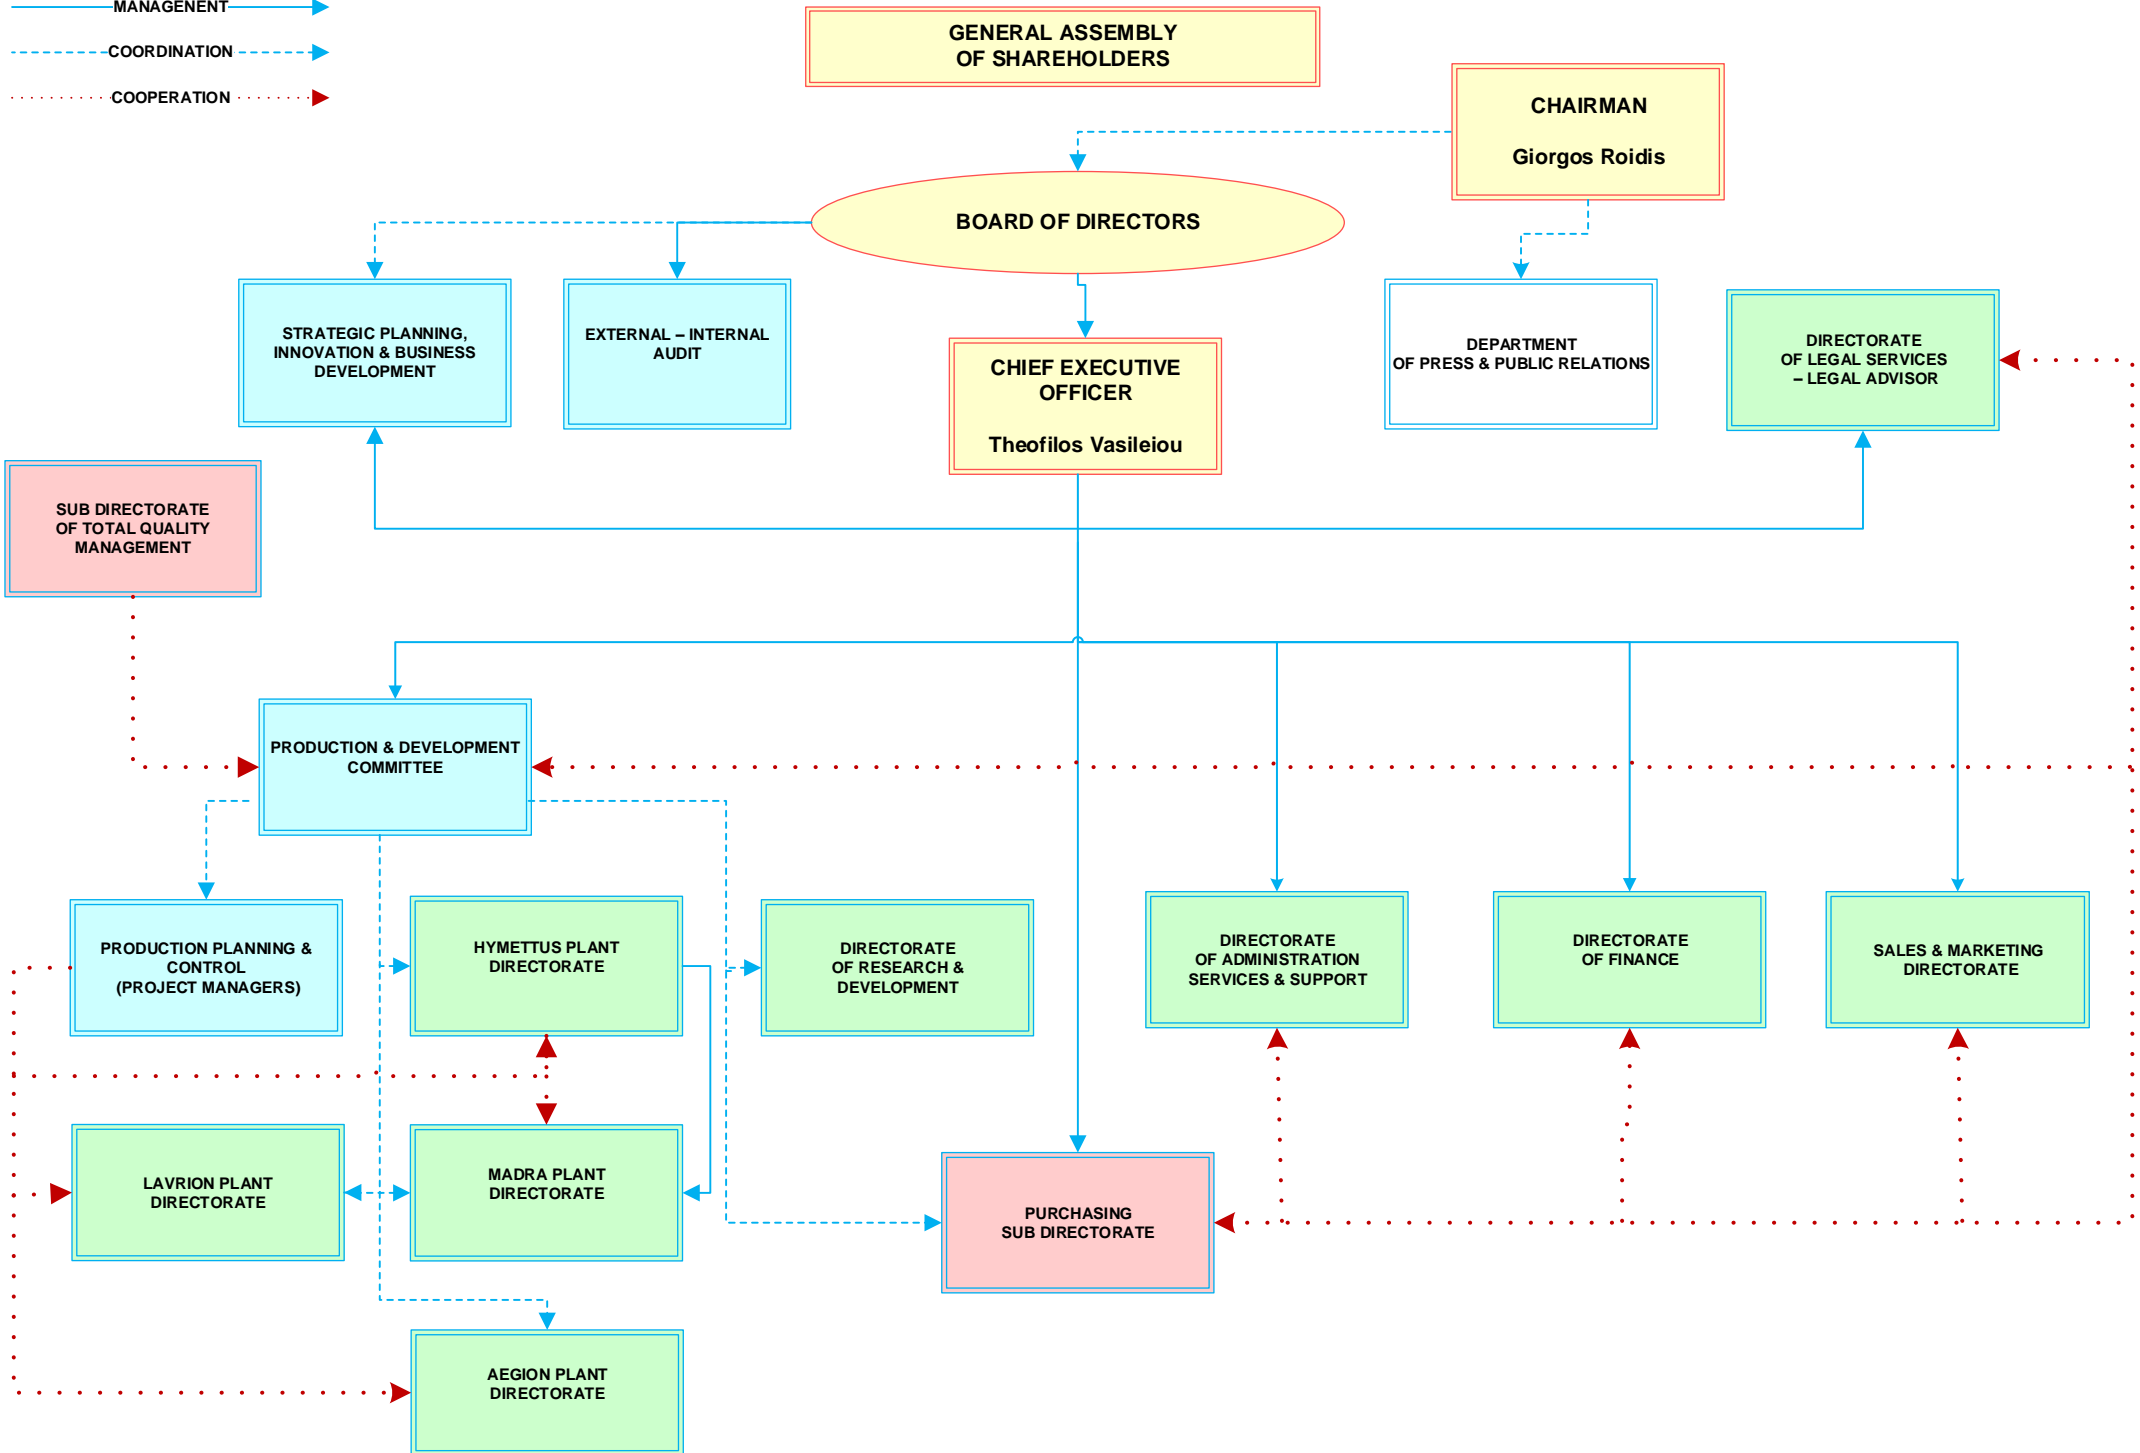 MANAGEMENT
COORDINATION
COOPERATION
GENERAL ASSEMBLY
OF SHAREHOLDERS
CHAIRMAN
Giorgos Roidis
BOARD OF DIRECTORS
STRATEGIC PLANNING,
INNOVATION & BUSINESS
DEVELOPMENT
EXTERNAL – INTERNAL
AUDIT
CHIEF EXECUTIVE
OFFICER
Theofilos Vasileiou
DEPARTMENT
OF PRESS & PUBLIC RELATIONS
DIRECTORATE
OF LEGAL SERVICES
– LEGAL ADVISOR
SUB DIRECTORATE
OF TOTAL QUALITY
MANAGEMENT
PRODUCTION & DEVELOPMENT
COMMITTEE
PRODUCTION PLANNING &
CONTROL
(PROJECT MANAGERS)
HYMETTUS PLANT
DIRECTORATE
DIRECTORATE
OF RESEARCH &
DEVELOPMENT
DIRECTORATE
OF ADMINISTRATION
SERVICES & SUPPORT
DIRECTORATE
OF FINANCE
SALES & MARKETING
DIRECTORATE
LAVRION PLANT
DIRECTORATE
MADRA PLANT
DIRECTORATE
PURCHASING
SUB DIRECTORATE
AEGION PLANT
DIRECTORATE